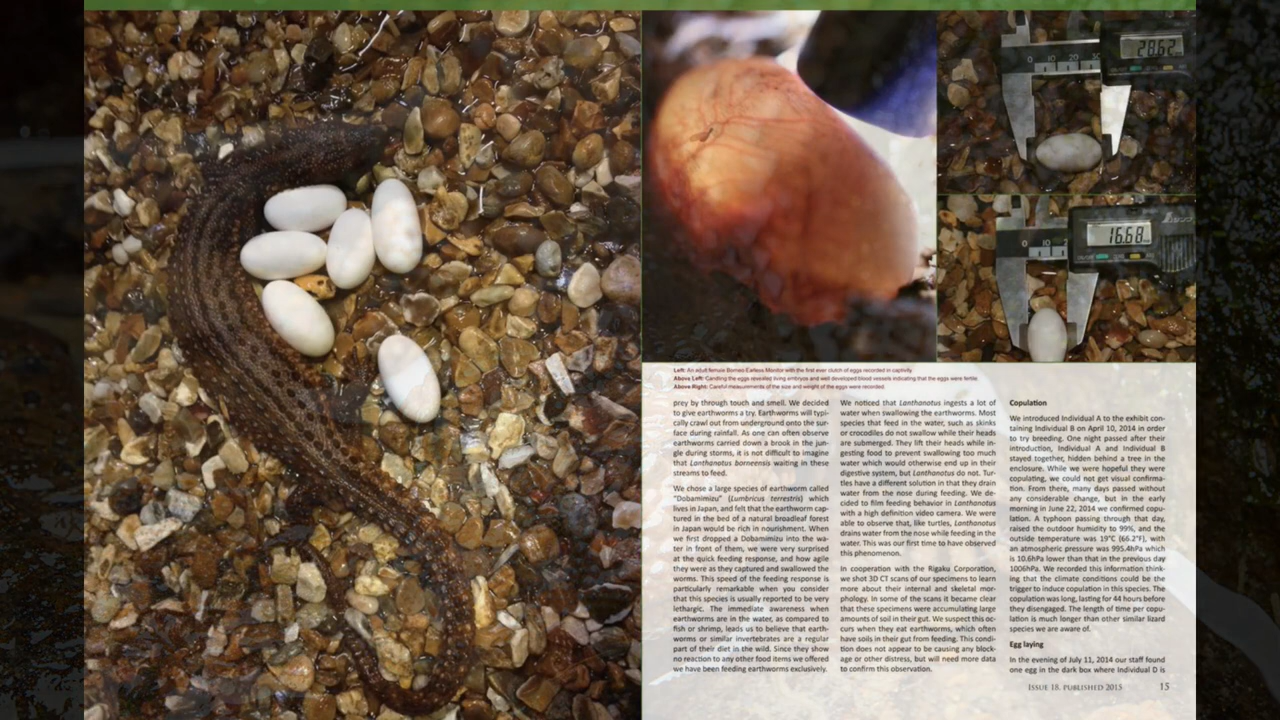 28.62
0 10 20 30
16.68
0 10 2
Left: An adult female Borneo Earless Monitor with the first ever clutch of eggs recorded in captivity.
Above Left: Candling the eggs revealed living embryos and well developed blood vessels indicating that the eggs were fertile.
Above Right: Careful measurements of the size and weight of the eggs were recorded.
prey by through touch and smell. We decided
to give earthworms a try. Earthworms will typi-
cally crawl out from underground onto the sur-
face during rainfall. As one can often observe
earthworms carried down a brook in the jun-
gle during storms, it is not difficult to imagine
that Lanthanotus borneensis waiting in these
streams to feed.
We chose a large species of earthworm called
"Dobamimizu" (Lumbricus terrestris) which
lives in Japan, and felt that the earthworm cap-
tured in the bed of a natural broadleaf forest
in Japan would be rich in nourishment. When
we first dropped a Dobamimizu into the wa-
ter in front of them, we were very surprised
at the quick feeding response, and how agile
they were as they captured and swallowed the
worms. This speed of the feeding response is
particularly remarkable when you consider
that this species is usually reported to be very
lethargic. The immediate awareness when
earthworms are in the water, as compared to
fish or shrimp, leads us to believe that earth-
worms or similar invertebrates are a regular
part of their diet in the wild. Since they show
no reaction to any other food items we offered
we have been feeding earthworms exclusively.
We noticed that Lanthanotus ingests a lot of
water when swallowing the earthworms. Most
species that feed in the water, such as skinks
or crocodiles do not swallow while their heads
are submerged. They lift their heads while in-
gesting food to prevent swallowing too much
water which would otherwise end up in their
digestive system, but Lanthanotus do not. Tur-
tles have a different solution in that they drain
water from the nose during feeding. We de-
cided to film feeding behavior in Lanthanotus
with a high definition video camera. We were
able to observe that, like turtles, Lanthanotus
drains water from the nose while feeding in the
water. This was our first time to have observed
this phenomenon.
In cooperation with the Rigaku Corporation,
we shot 3D CT scans of our specimens to learn
more about their internal and skeletal mor-
phology. In some of the scans it became clear
that these specimens were accumulating large
amounts of soil in their gut. We suspect this oc-
curs when they eat earthworms, which often
have soils in their gut from feeding. This condi-
tion does not appear to be causing any block-
age or other distress, but will need more data
to confirm this observation.
Copulation
We introduced Individual A to the exhibit con-
taining Individual B on April 10, 2014 in order
to try breeding. One night passed after their
introduction, Individual A and Individual B
stayed together, hidden behind a tree in the
enclosure. While we were hopeful they were
copulating, we could not get visual confirma-
tion. From there, many days passed without
any considerable change, but in the early
morning in June 22, 2014 we confirmed copu-
lation. A typhoon passing through that day,
raised the outdoor humidity to 99%, and the
outside temperature was 19°C (66.2°F), with
an atmospheric pressure was 995.4hPa which
is 10.6hPa lower than that in the previous day
1006hPa. We recorded this information think-
ing that the climate conditions could be the
trigger to induce copulation in this species. The
copulation was long, lasting for 44 hours before
they disengaged. The length of time per copu-
lation is much longer than other similar lizard
species we are aware of.
Egg laying
In the evening of July 11, 2014 our staff found
one egg in the dark box where Individual D is
ISSUE 18. PUBLISHED 2015 15